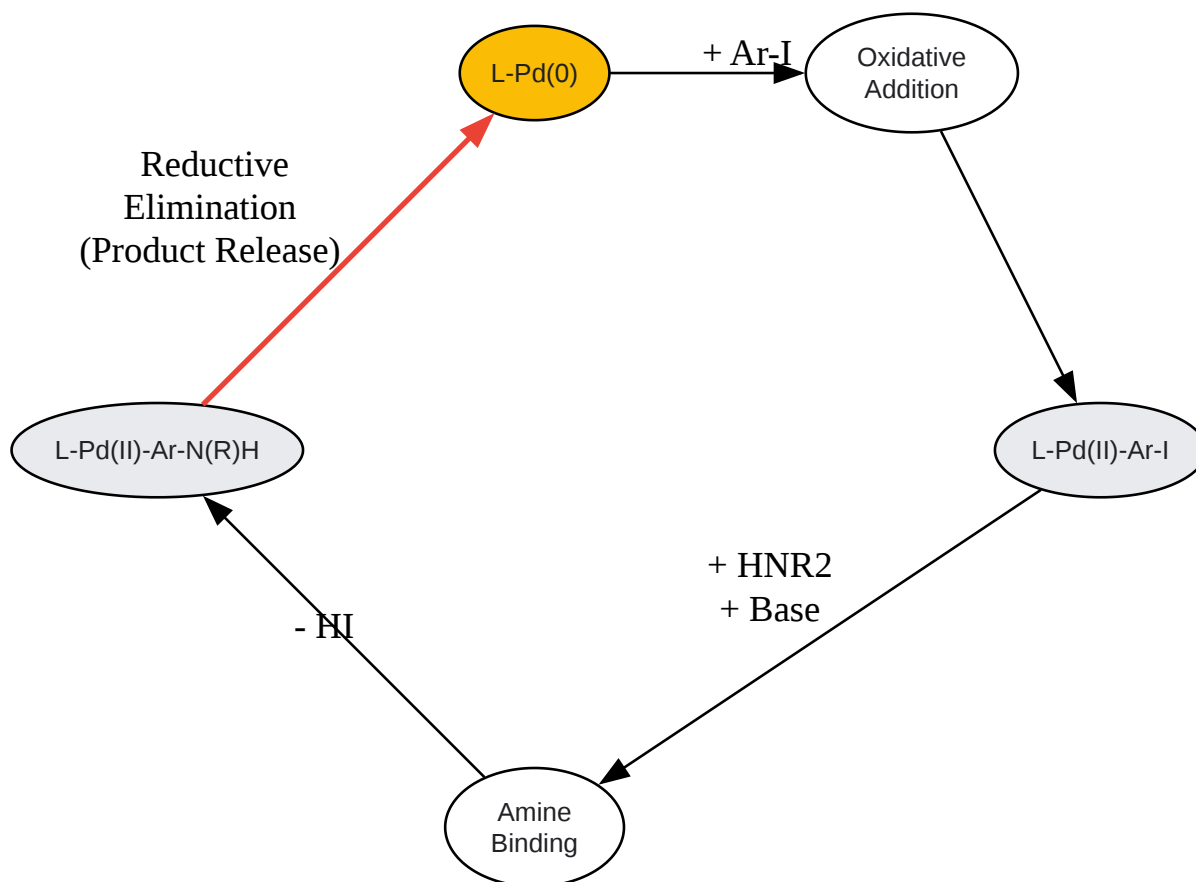 L-Pd(0)
+ Ar-I
Oxidative
Addition
Reductive
Elimination
(Product Release)
L-Pd(II)-Ar-N(R)H
L-Pd(II)-Ar-I
+ HNR2
+ Base
- HI
Amine
Binding